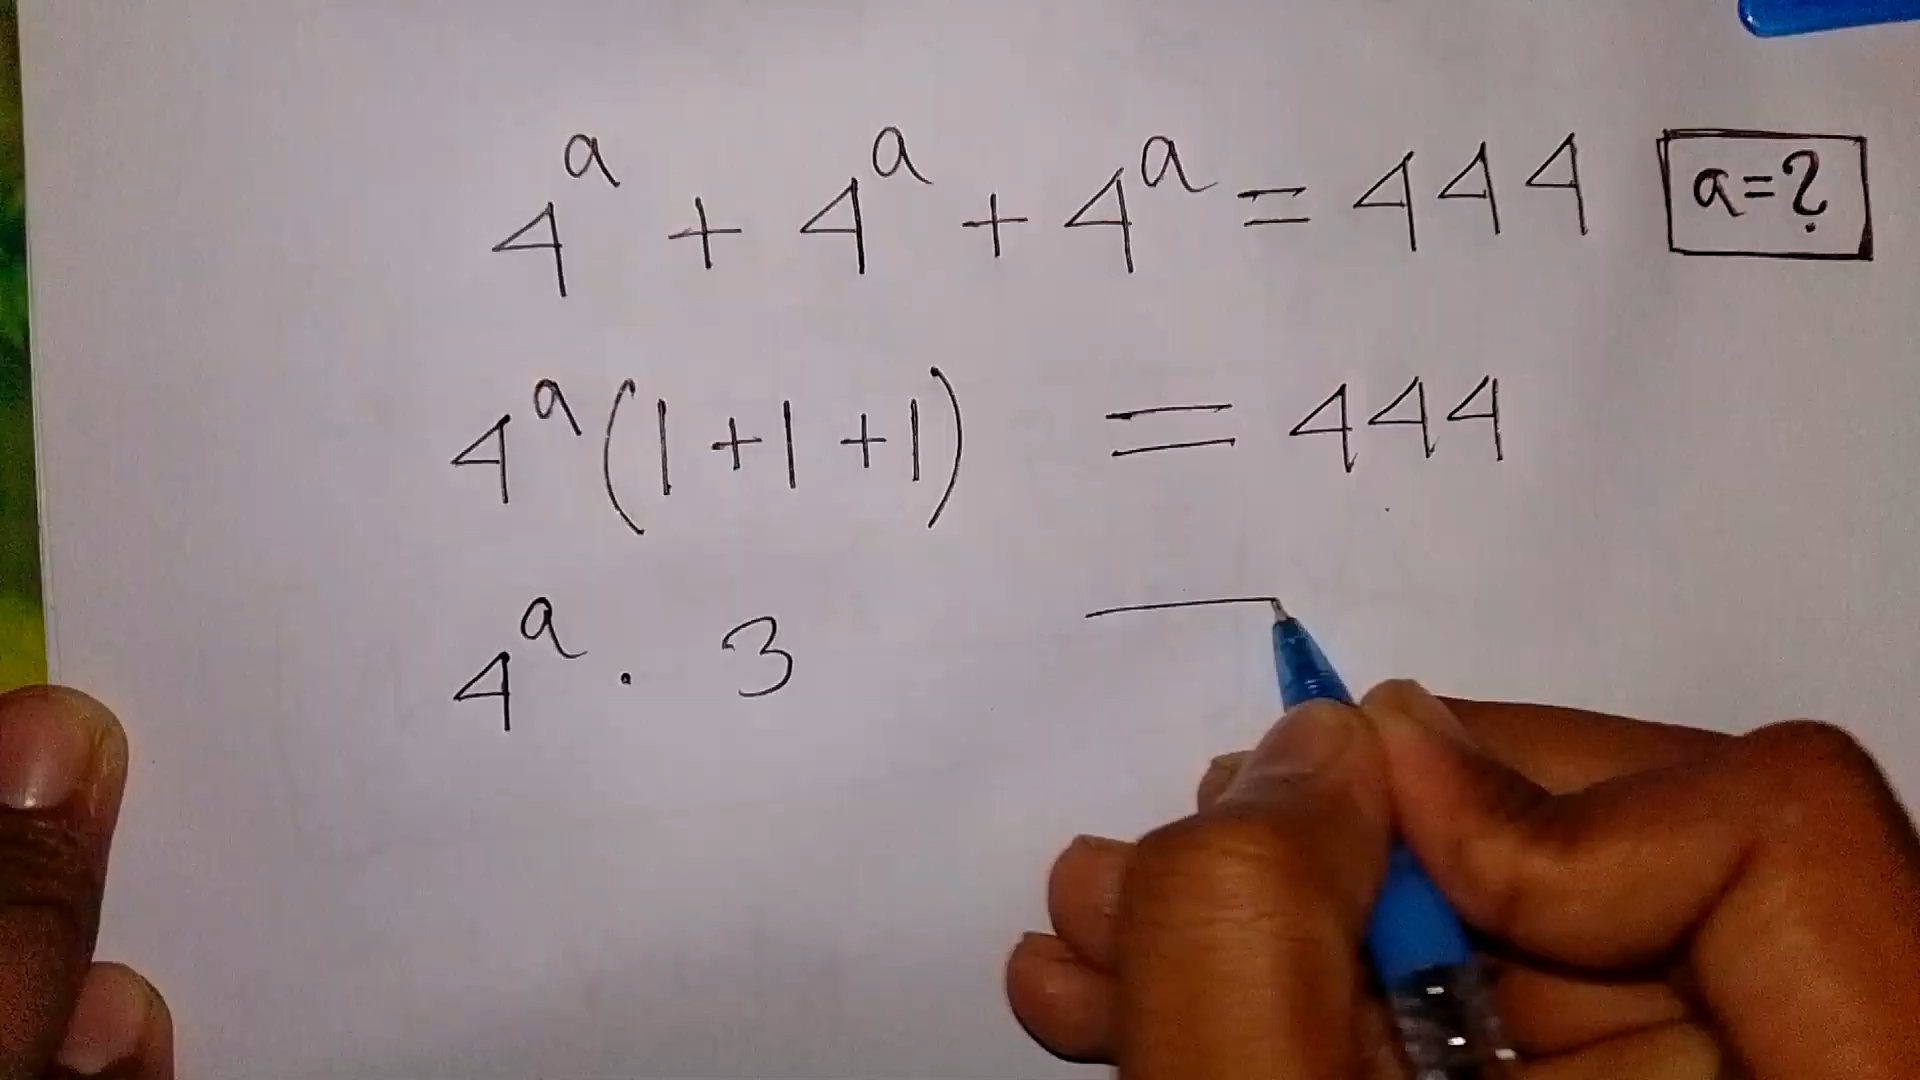 4^a + 4^a + 4^a = 444 a=?
4^a (1+1+1) = 444
4^a . 3